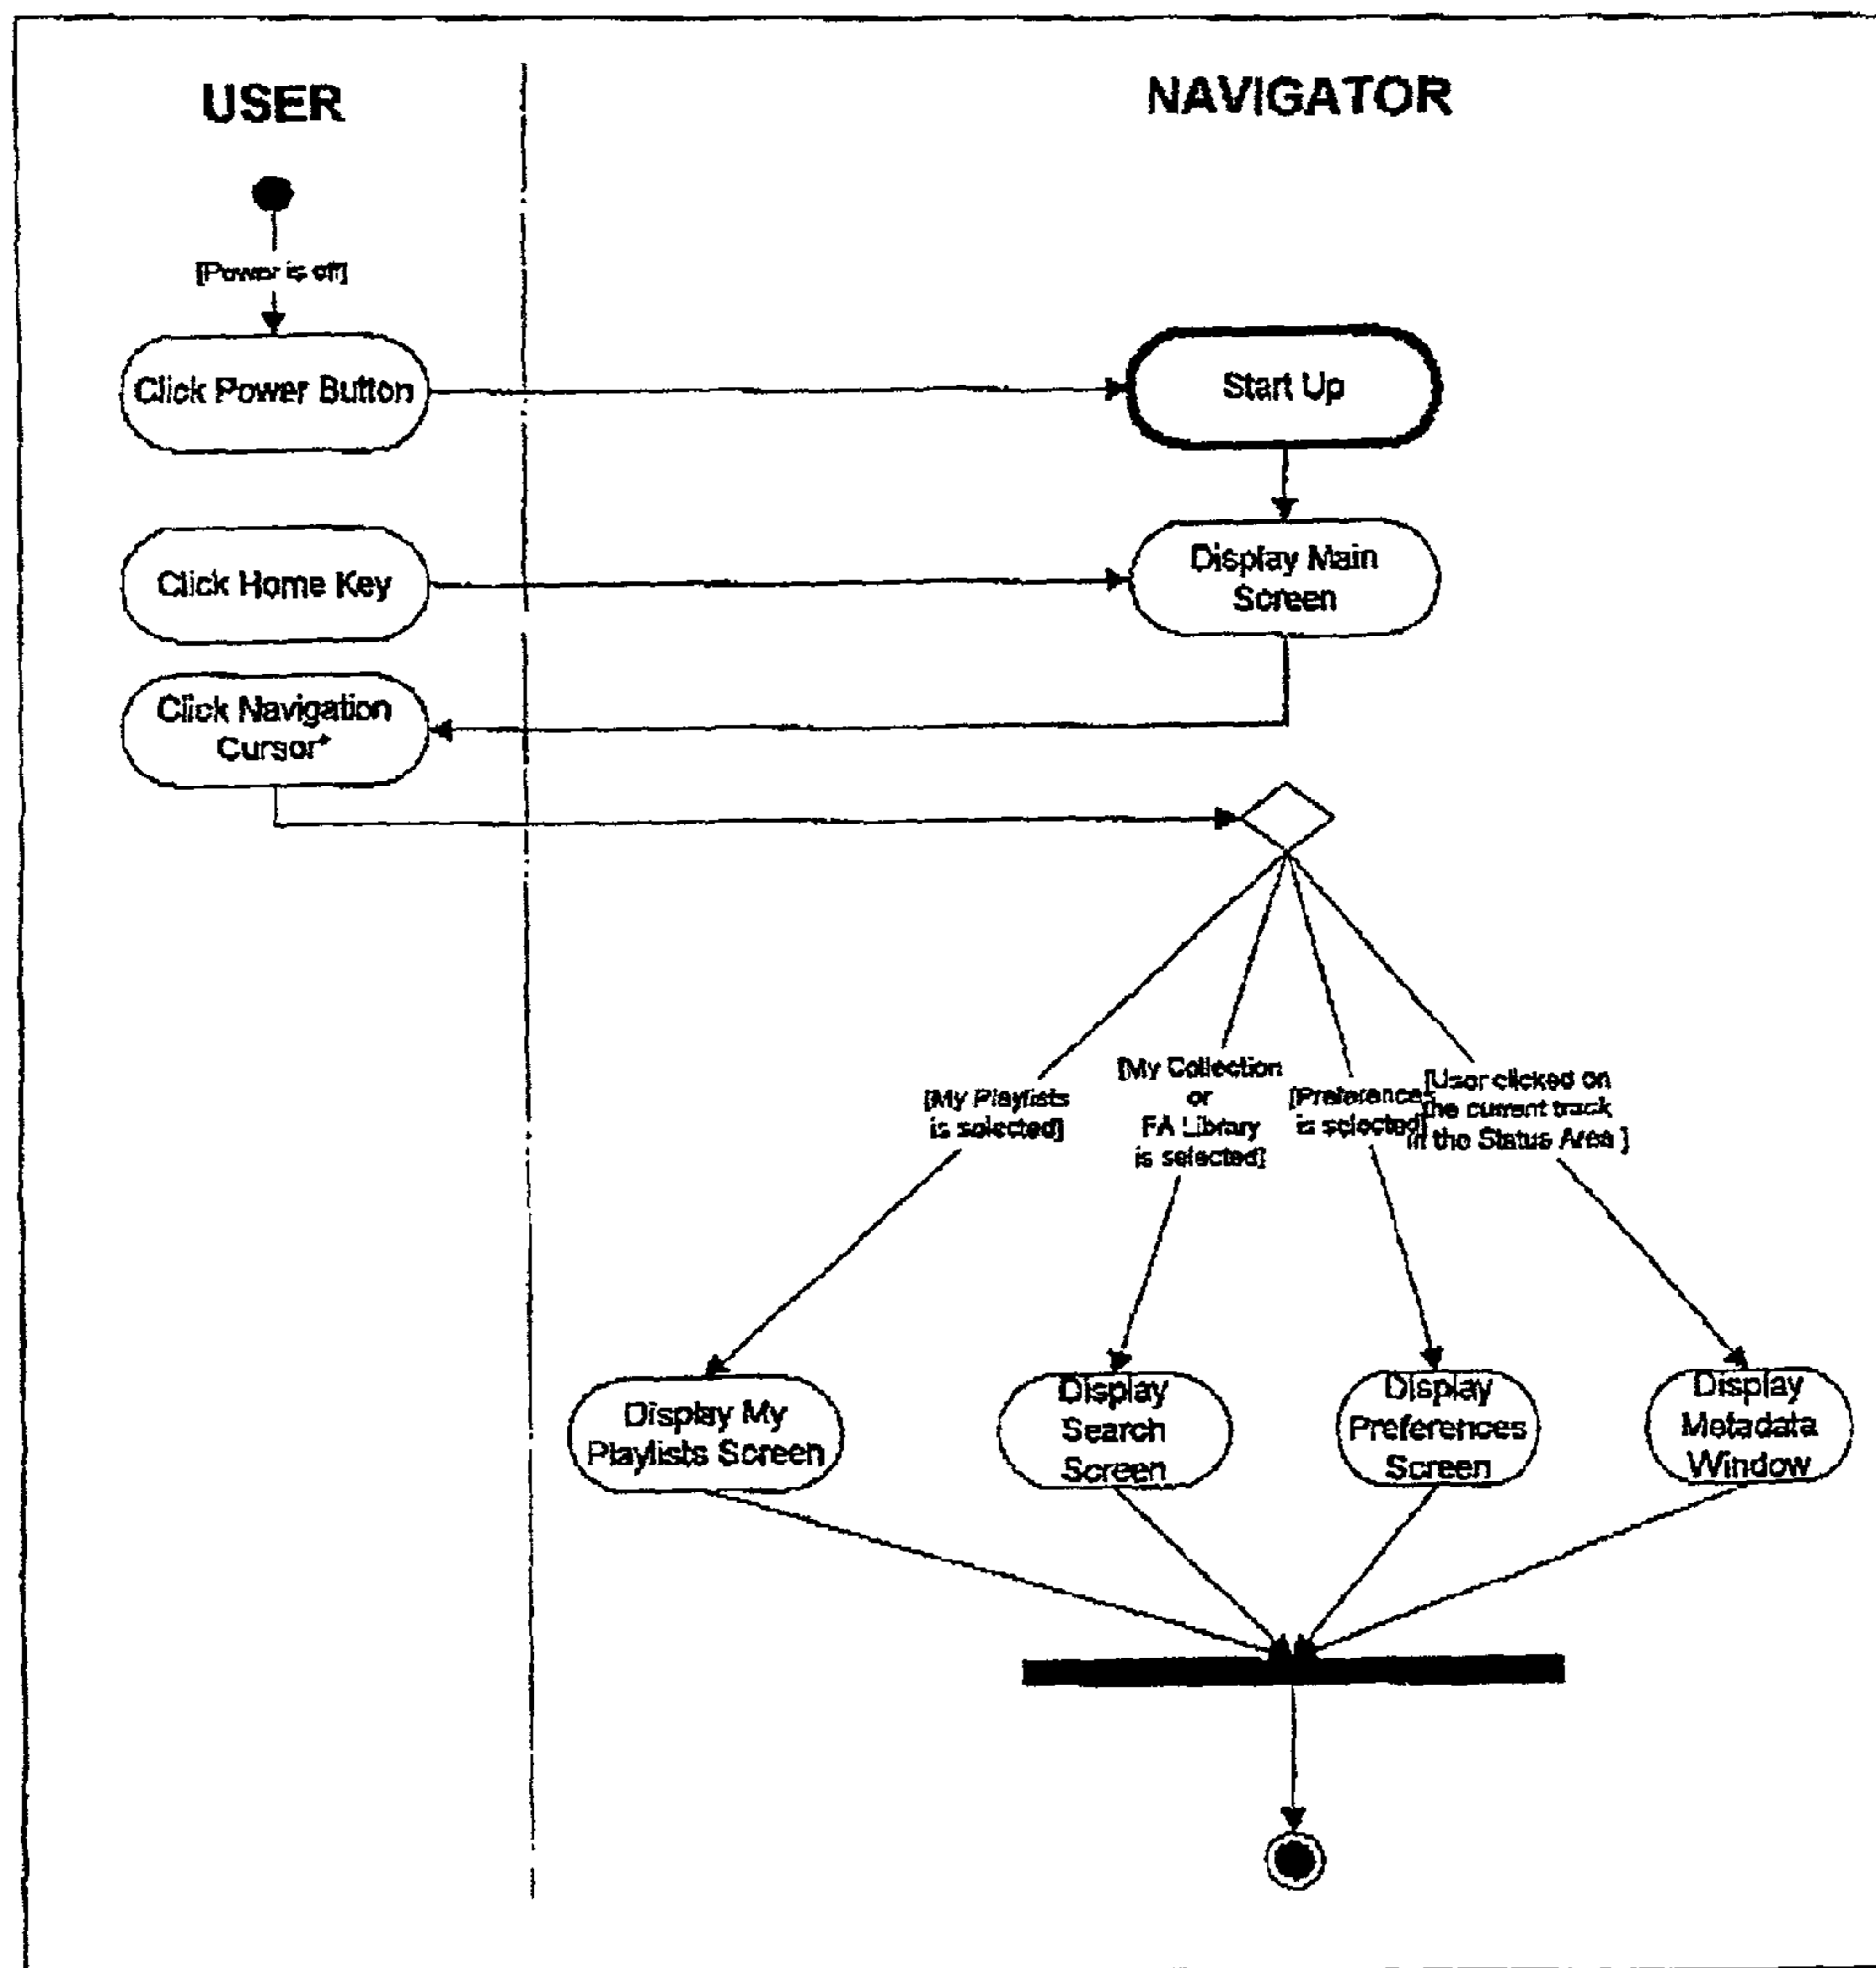 USER
NAVIGATOR
[Power is off]
Click Power Button
Start Up
Click Home Key
Display Main
Screen
Click Navigation
Cursor*
[My Playlists
is selected]
[My Collection
or
FA Library
is selected]
[Preferences
is selected]
[User clicked on
the current track
in the Status Area ]
Display My
Playlists Screen
Display
Search
Screen
Display
Preferences
Screen
Display
Metadata
Window